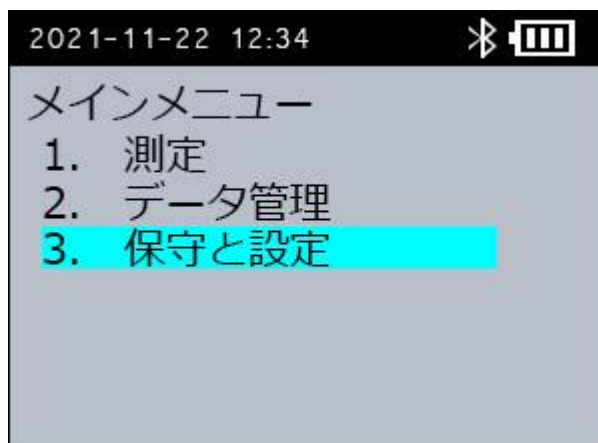 2021-11-22 12:34
メインメニュー
1. 測定
2. データ管理
3. 保守と設定